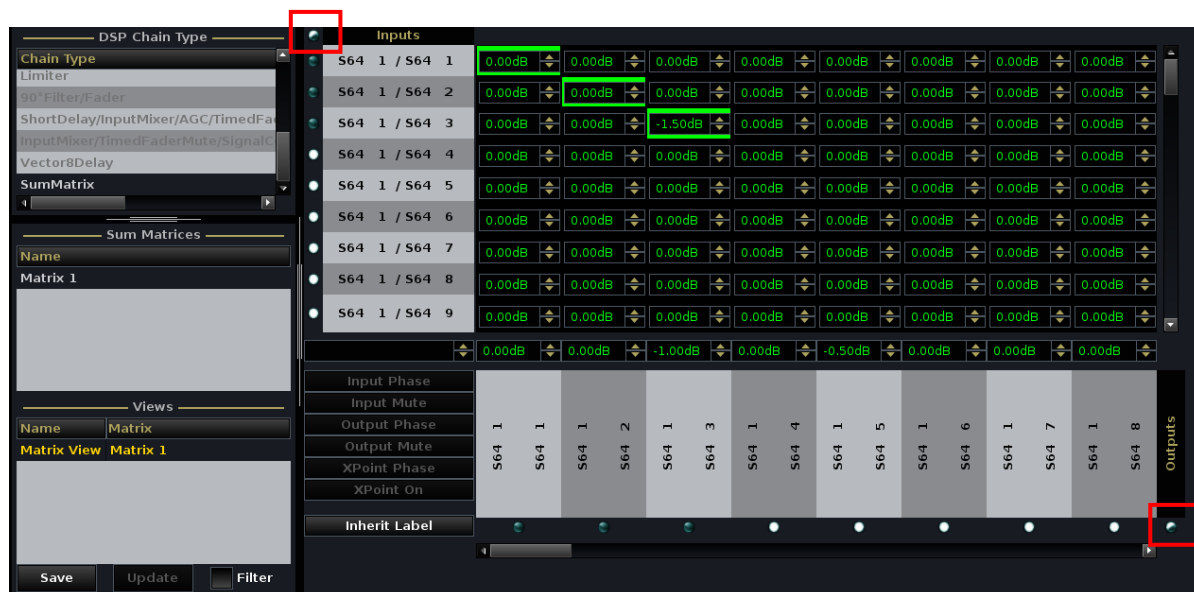 DSP Chain Type
Chain Type
Limiter
90°Filter/Fader
ShortDelay/InputMixer/AGC/TimedFa
InputMixer/TimedFaderMute/SignalC
Vector8Delay
SumMatrix
Sum Matrices
Name
Matrix 1
Views
Name Matrix
Matrix View Matrix 1
Save Update Filter
Inputs
S64 1 / S64 1 0.00dB 0.00dB 0.00dB 0.00dB 0.00dB 0.00dB 0.00dB 0.00dB
S64 1 / S64 2 0.00dB 0.00dB 0.00dB 0.00dB 0.00dB 0.00dB 0.00dB 0.00dB
S64 1 / S64 3 0.00dB 0.00dB -1.50dB 0.00dB 0.00dB 0.00dB 0.00dB 0.00dB
S64 1 / S64 4 0.00dB 0.00dB 0.00dB 0.00dB 0.00dB 0.00dB 0.00dB 0.00dB
S64 1 / S64 5 0.00dB 0.00dB 0.00dB 0.00dB 0.00dB 0.00dB 0.00dB 0.00dB
S64 1 / S64 6 0.00dB 0.00dB 0.00dB 0.00dB 0.00dB 0.00dB 0.00dB 0.00dB
S64 1 / S64 7 0.00dB 0.00dB 0.00dB 0.00dB 0.00dB 0.00dB 0.00dB 0.00dB
S64 1 / S64 8 0.00dB 0.00dB 0.00dB 0.00dB 0.00dB 0.00dB 0.00dB 0.00dB
S64 1 / S64 9 0.00dB 0.00dB 0.00dB 0.00dB 0.00dB 0.00dB 0.00dB 0.00dB
0.00dB 0.00dB -1.00dB 0.00dB -0.50dB 0.00dB 0.00dB 0.00dB
Input Phase
Input Mute
Output Phase
Output Mute
XPoint Phase
XPoint On
Inherit Label
S64 1
S64 1
S64 1
S64 2
S64 1
S64 3
S64 1
S64 4
S64 1
S64 5
S64 1
S64 6
S64 1
S64 7
S64 1
S64 8
Outputs